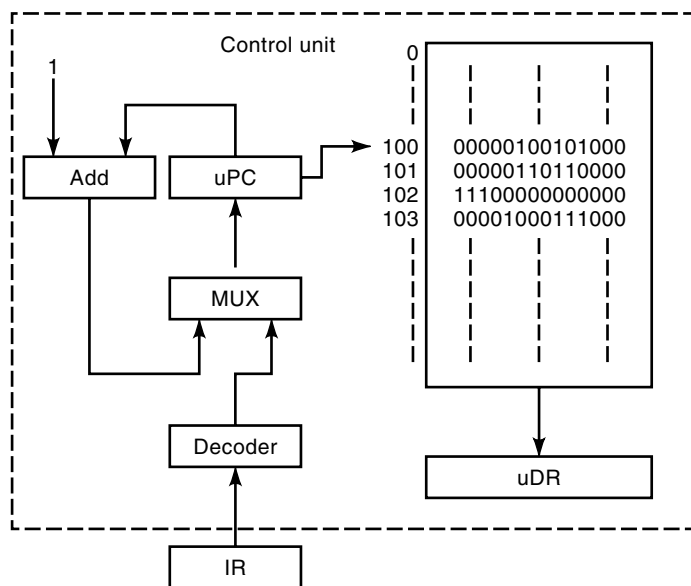 Control unit
0
1
100 00000100101000
Add
uPC
101 00000110110000
102 11100000000000
103 00001000111000
MUX
Decoder
uDR
IR